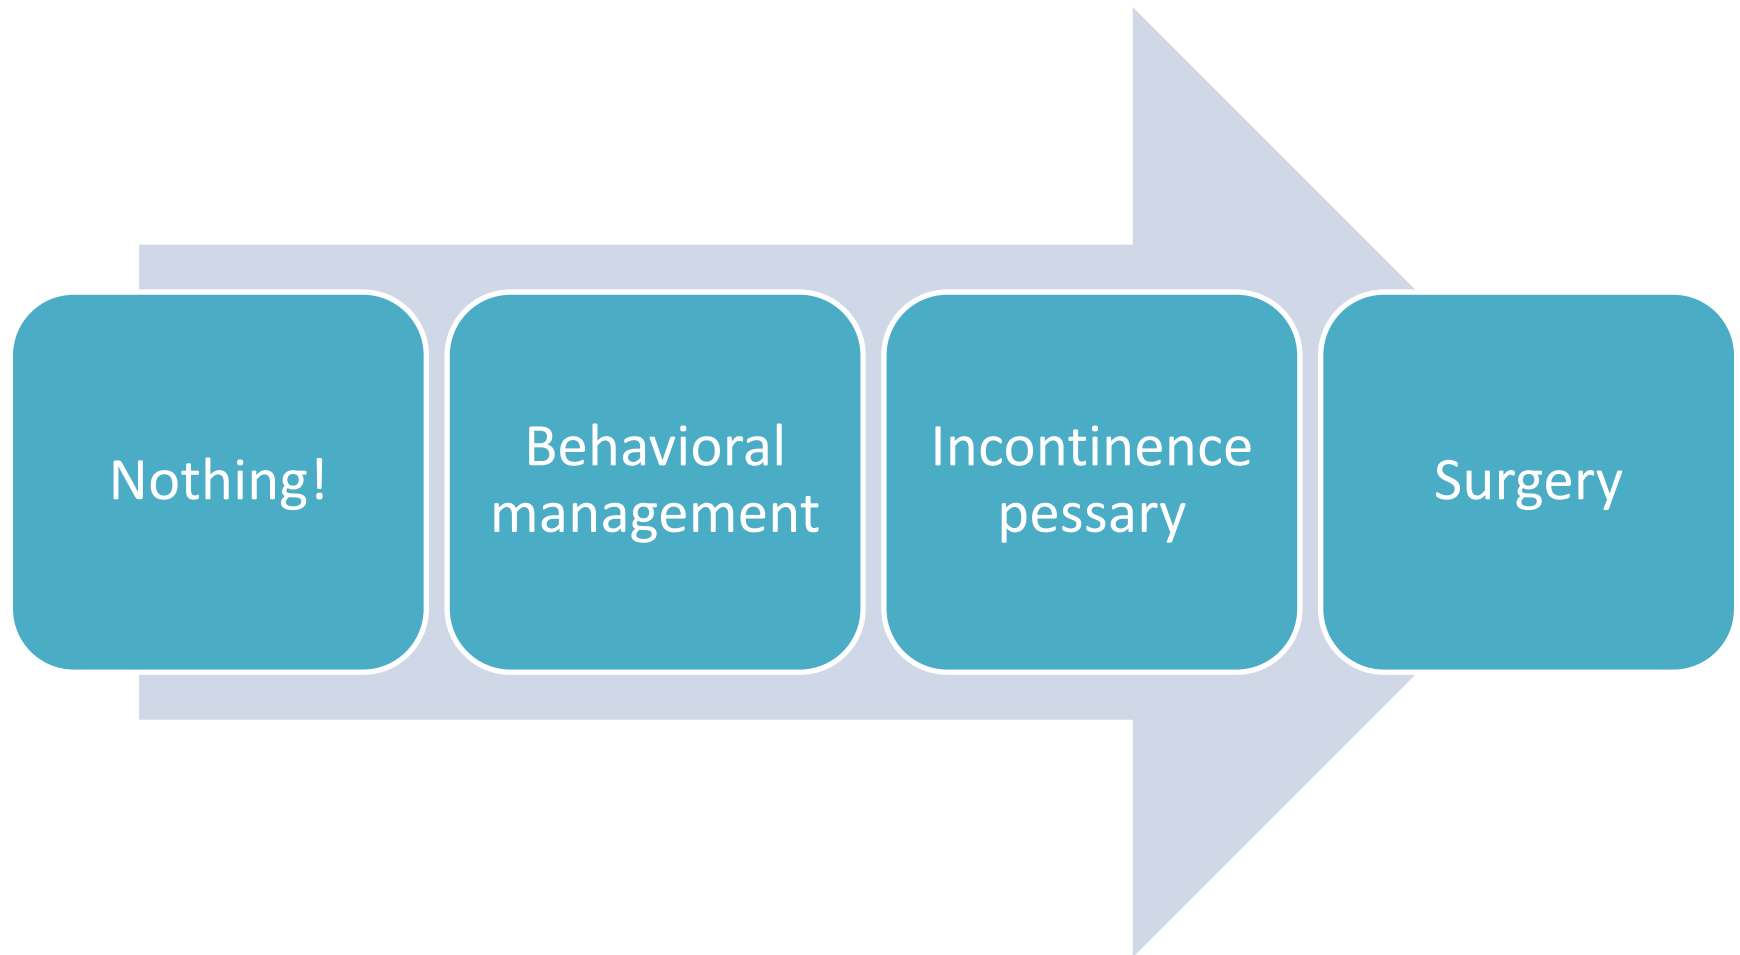 Nothing!
Behavioral
management
Incontinence
pessary
Surgery